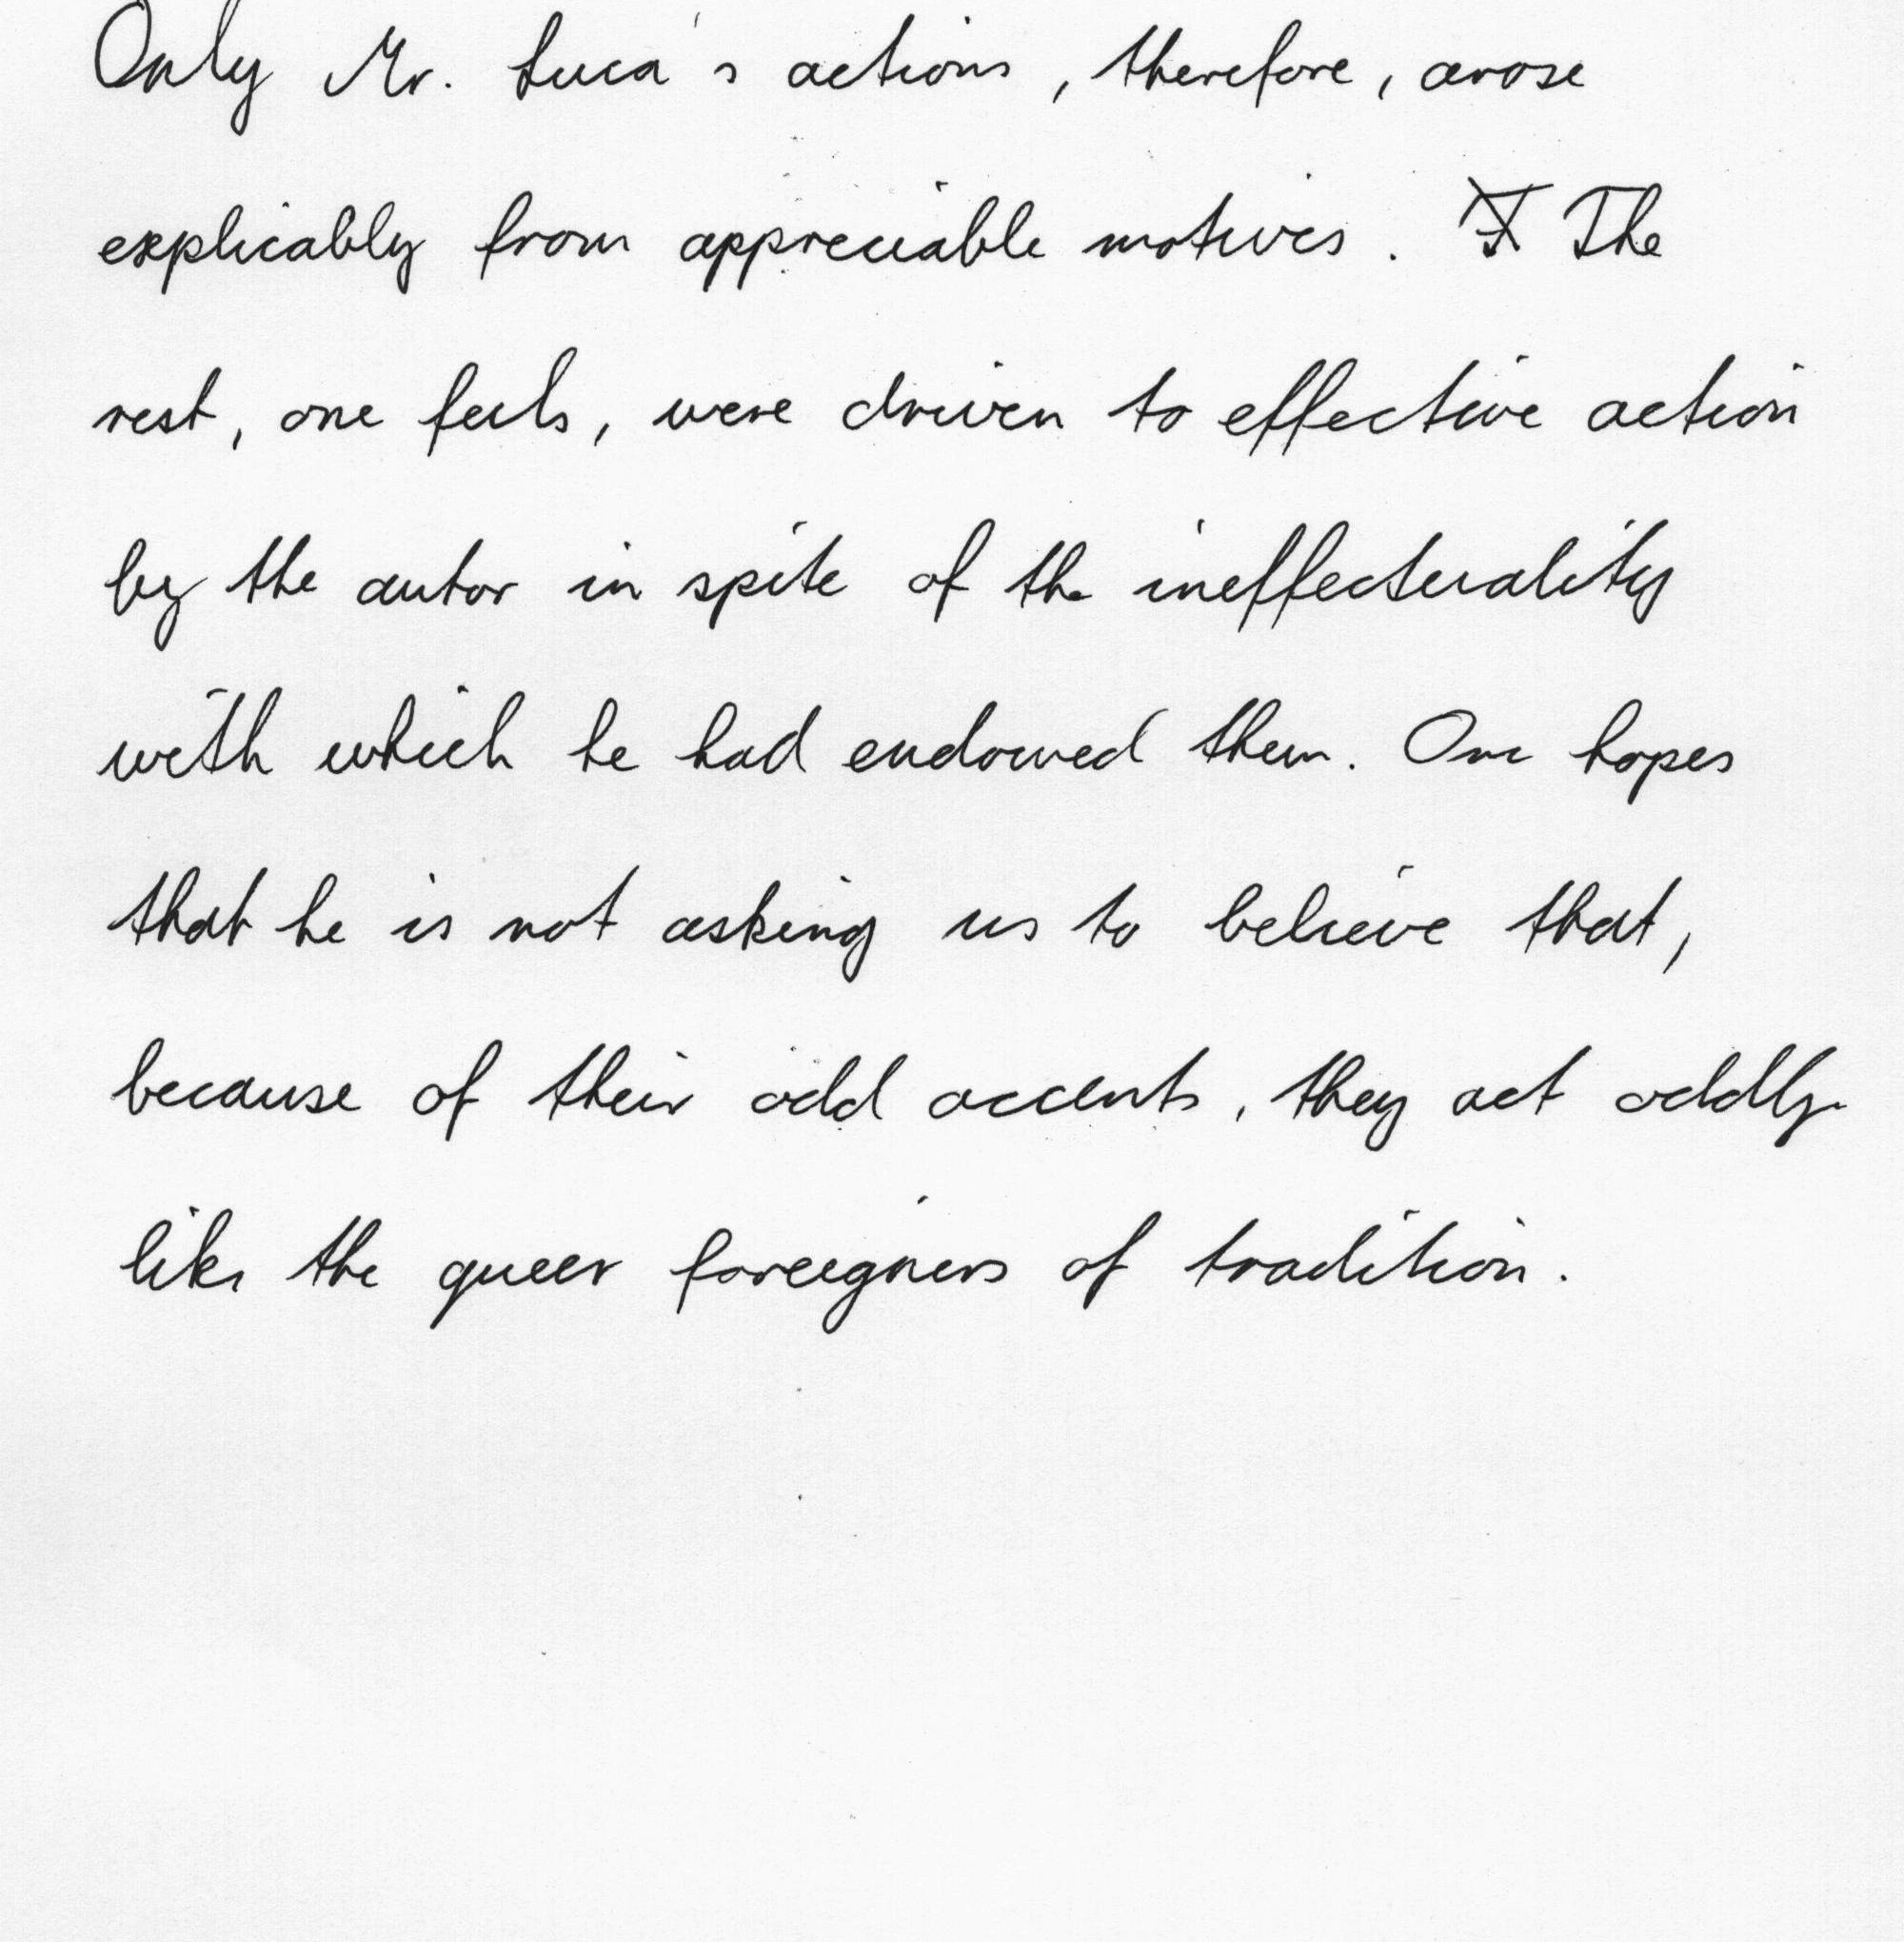 Only Mr. Luca's actions, therefore, arose
explicably from appreciable motives. The
rest, one feels, were driven to effective action
by the autor in spite of the ineffecturality
with which he had endowed them. One hopes
that he is not asking us to believe that,
because of their odd accents, they act oddly
like the queer foreigners of tradition.